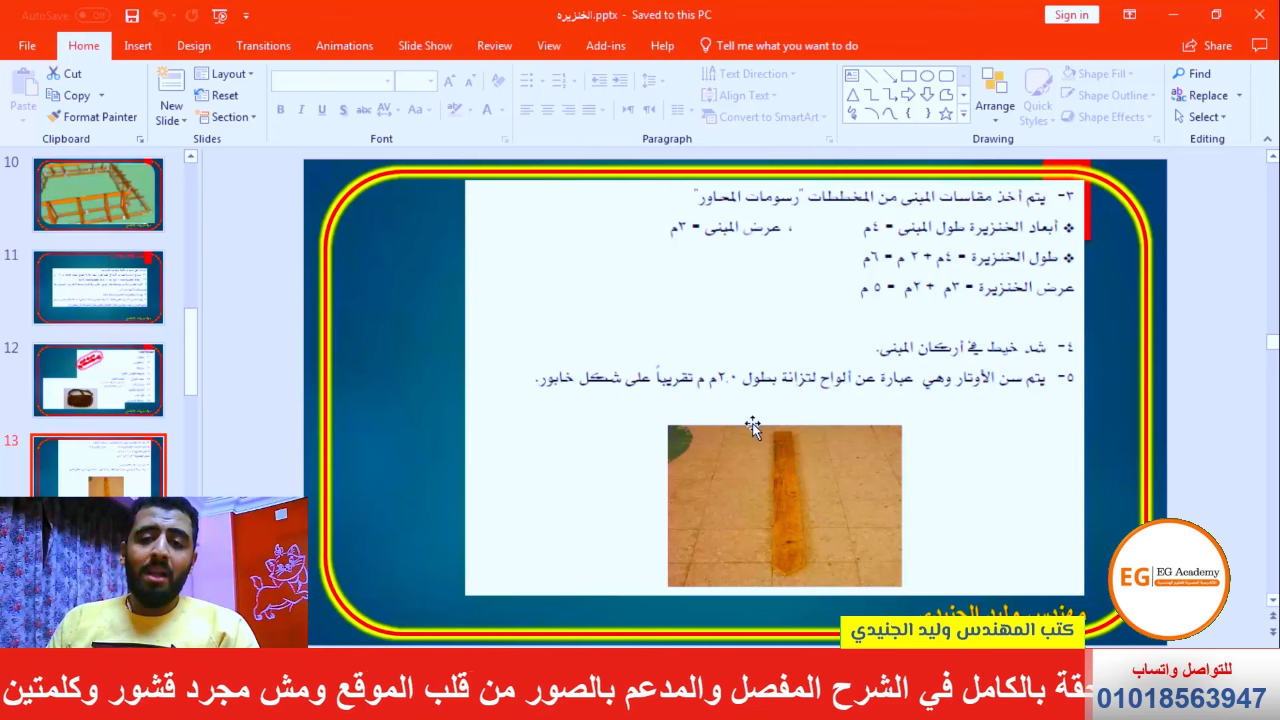 AutoSave Off
الخنزيره.pptx - Saved to this PC
Sign in
File Home Insert Design Transitions Animations Slide Show Review View Add-ins Help Tell me what you want to do Share
Paste
Cut
Copy
Format Painter
Clipboard
New Slide
Layout
Reset
Section
Slides
Font
Text Direction
Align Text
Convert to SmartArt
Paragraph
Arrange
Quick Styles
Shape Fill
Shape Outline
Shape Effects
Drawing
Find
Replace
Select
Editing
10
11
12
13
٣- يتم أخذ مقاسات المبنى من المخططات "رسومات المحاور"
❖ أبعاد الخنزيرة طول المبنى = ٤م ، عرض المبنى = ٣م
❖ طول الخنزيرة = ٤م + ٢ م = ٦م
عرض الخنزيرة = ٣م + ٢م = ٥ م
٤- شد خيط في أركان المبنى.
٥- يتم سن الأوتار وهي عبارة عن ألواح لتزانة بطول ٢.٠م م تقريباً على شكل خابور.
مهندس وليد الجنيدي
كتب المهندس وليد الجنيدي
EG EG Academy
للتواصل واتساب
01018563947
حقة بالكامل في الشرح المفصل والمدعم بالصور من قلب الموقع ومش مجرد قشور وكلمتين